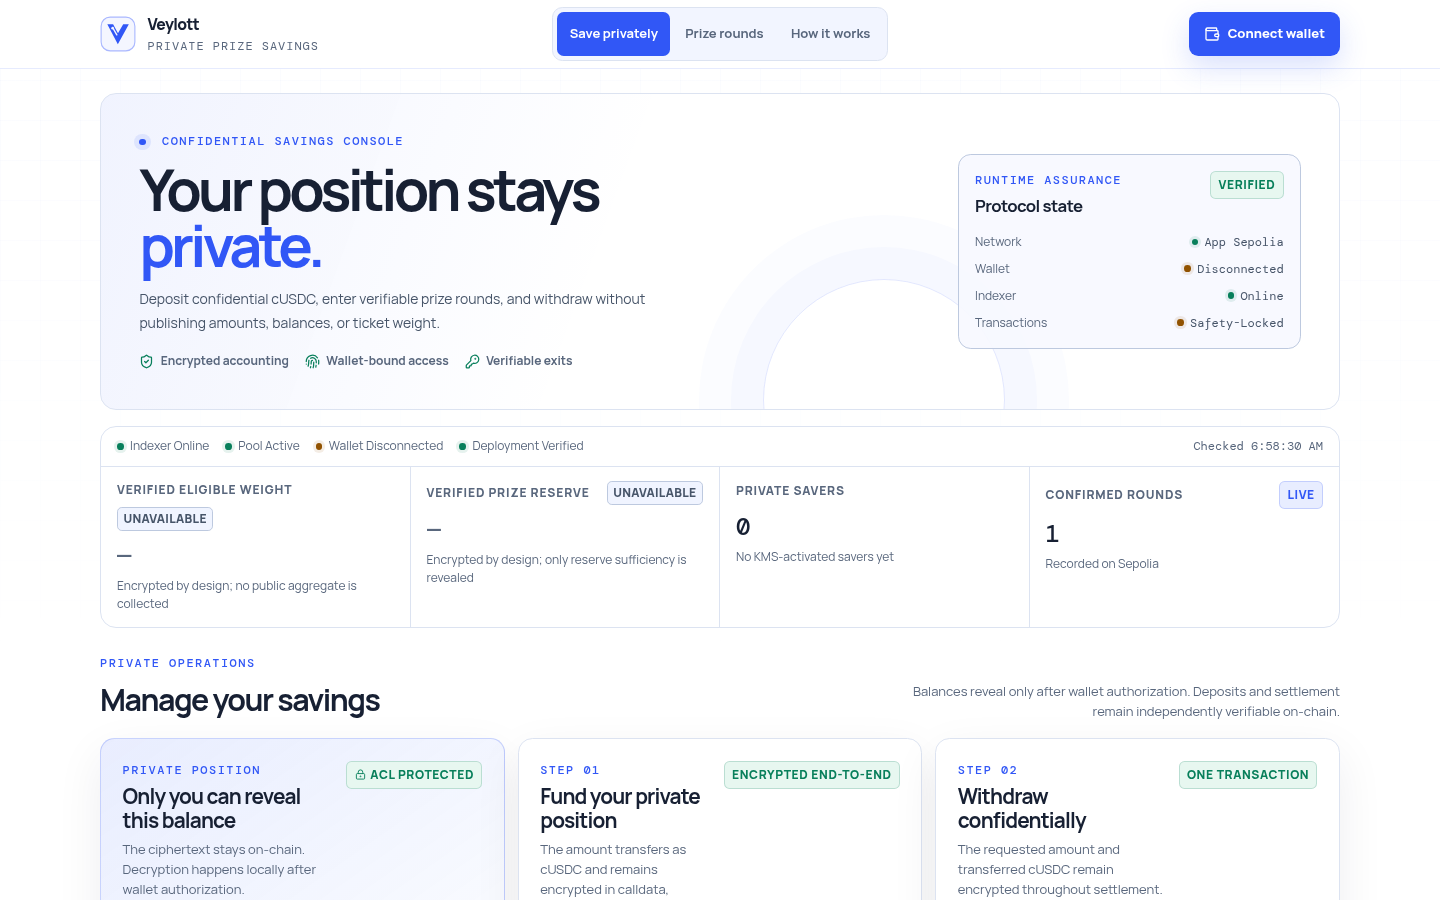 Veylott
PRIVATE PRIZE SAVINGS
Save privately
Prize rounds
How it works
Connect wallet
CONFIDENTIAL SAVINGS CONSOLE
Your position stays
private.
Deposit confidential cUSDC, enter verifiable prize rounds, and withdraw without
publishing amounts, balances, or ticket weight.
Encrypted accounting
Wallet-bound access
Verifiable exits
RUNTIME ASSURANCE
VERIFIED
Protocol state
Network App Sepolia
Wallet Disconnected
Indexer Online
Transactions Safety-Locked
Indexer Online
Pool Active
Wallet Disconnected
Deployment Verified
Checked 6:58:30 AM
VERIFIED ELIGIBLE WEIGHT
UNAVAILABLE
—
Encrypted by design; no public aggregate is
collected
VERIFIED PRIZE RESERVE
UNAVAILABLE
—
Encrypted by design; only reserve sufficiency is
revealed
PRIVATE SAVERS
0
No KMS-activated savers yet
CONFIRMED ROUNDS
LIVE
1
Recorded on Sepolia
PRIVATE OPERATIONS
Manage your savings
Balances reveal only after wallet authorization. Deposits and settlement
remain independently verifiable on-chain.
PRIVATE POSITION
ACL PROTECTED
Only you can reveal
this balance
The ciphertext stays on-chain.
Decryption happens locally after
wallet authorization.
STEP 01
ENCRYPTED END-TO-END
Fund your private
position
The amount transfers as
cUSDC and remains
encrypted in calldata,
STEP 02
ONE TRANSACTION
Withdraw
confidentially
The requested amount and
transferred cUSDC remain
encrypted throughout settlement.